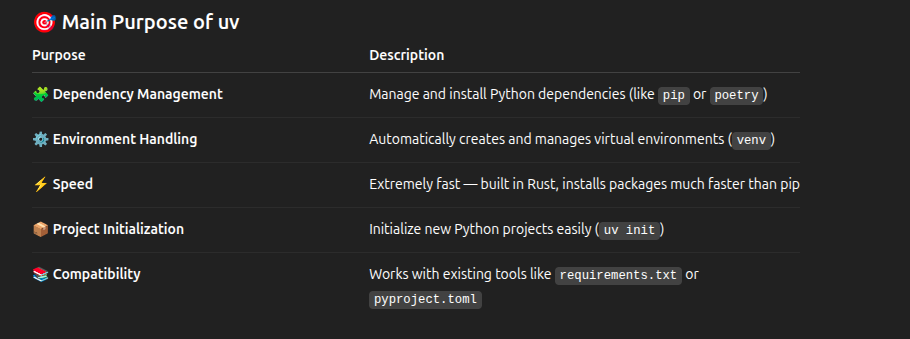 🎯 Main Purpose of uv
Purpose Description
🧩 Dependency Management Manage and install Python dependencies (like pip or poetry)
⚙️ Environment Handling Automatically creates and manages virtual environments (venv)
⚡ Speed Extremely fast — built in Rust, installs packages much faster than pip
📦 Project Initialization Initialize new Python projects easily (uv init)
📚 Compatibility Works with existing tools like requirements.txt or
pyproject.toml